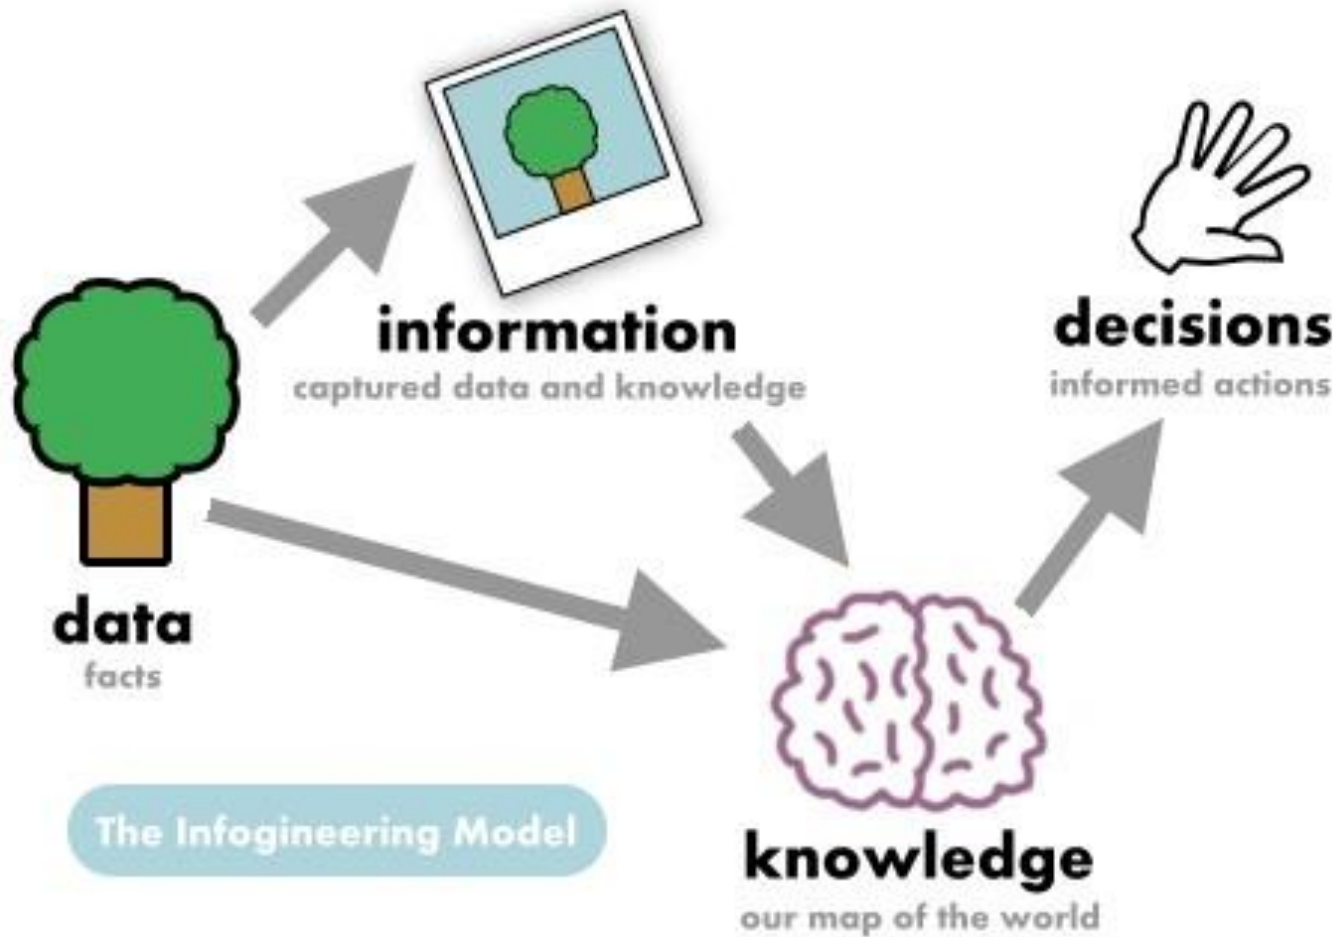 information
captured data and knowledge
decisions
informed actions
data
facts
The Infogineering Model
knowledge
our map of the world